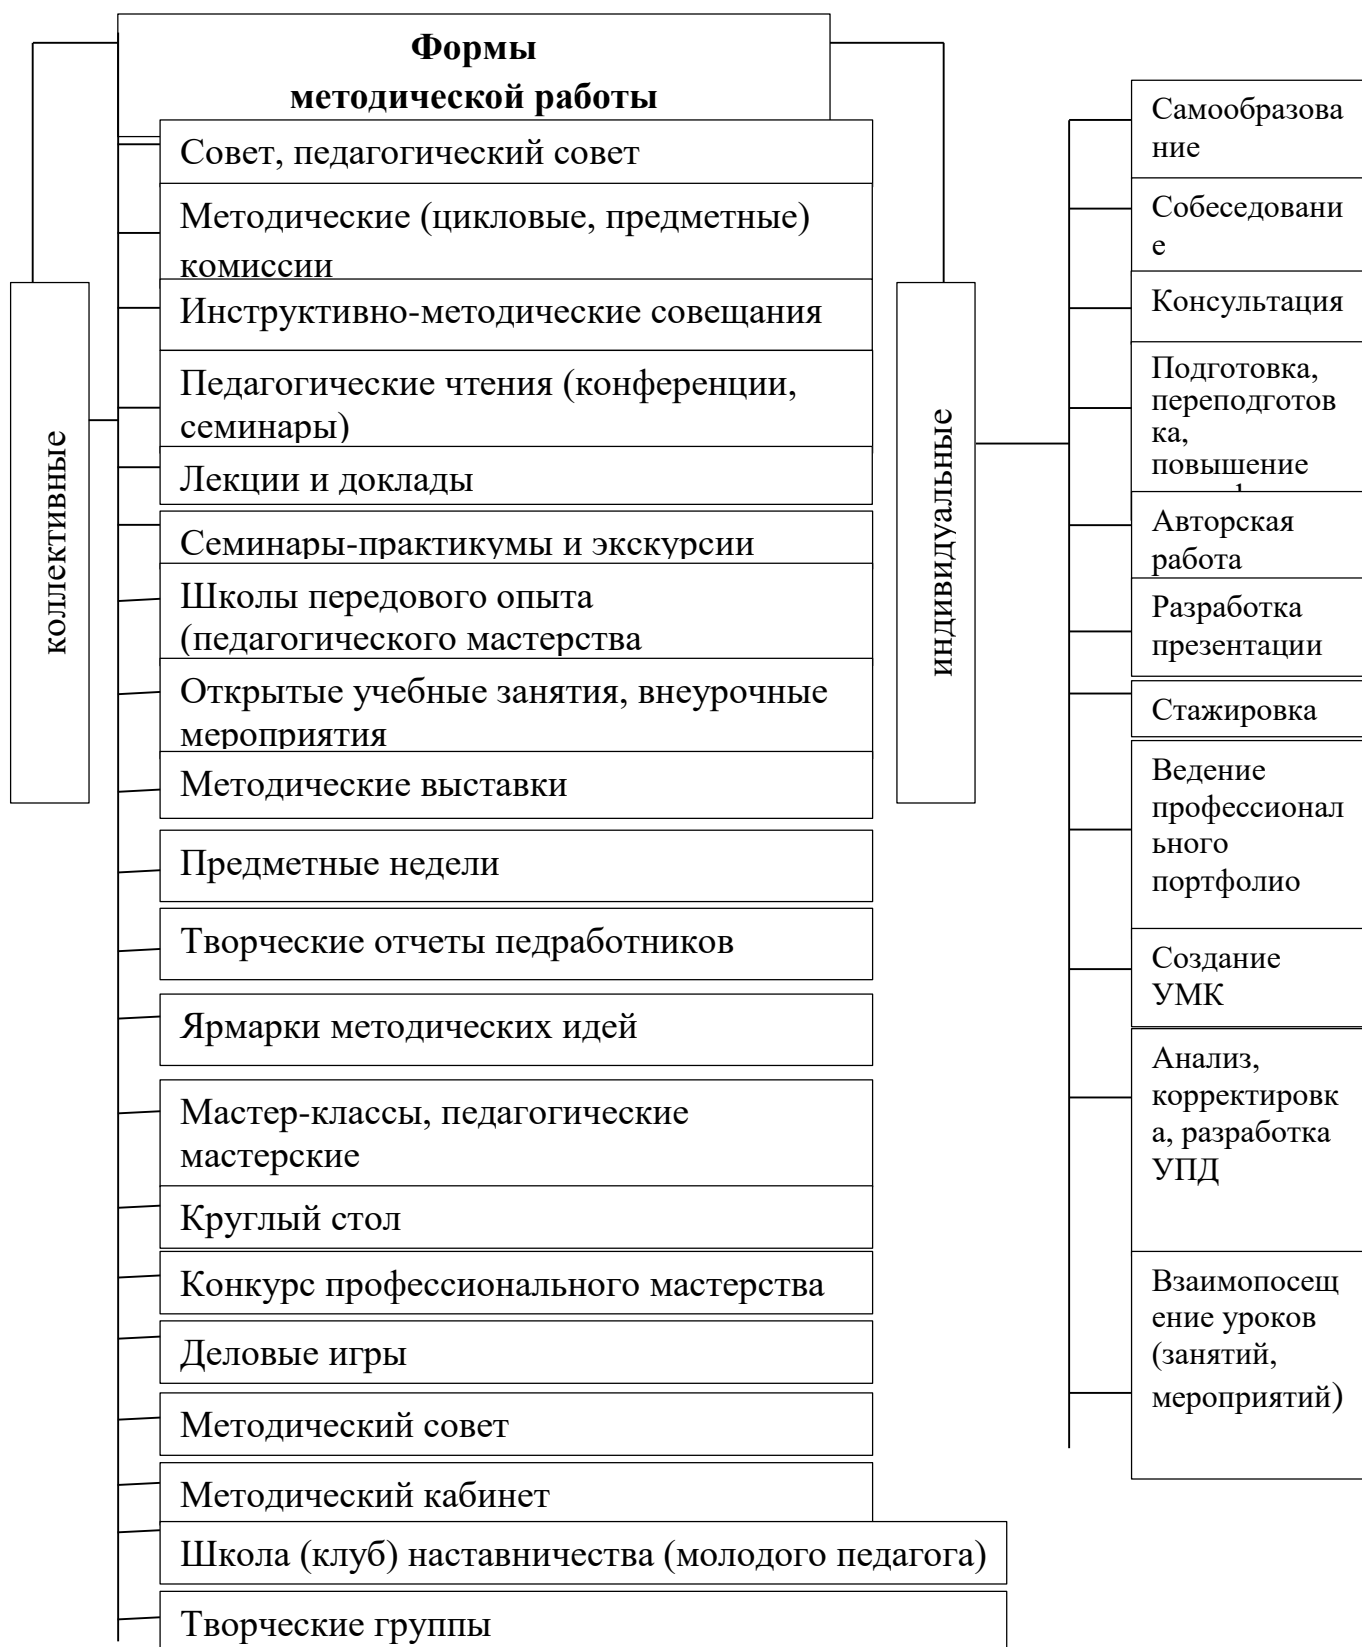 Формы
методической работы
коллективные
Совет, педагогический совет
Методические (цикловые, предметные)
комиссии
Инструктивно-методические совещания
Педагогические чтения (конференции,
семинары)
Лекции и доклады
Семинары-практикумы и экскурсии
Школы передового опыта
(педагогического мастерства
Открытые учебные занятия, внеурочные
мероприятия
Методические выставки
Предметные недели
Творческие отчеты педработников
Ярмарки методических идей
Мастер-классы, педагогические
мастерские
Круглый стол
Конкурс профессионального мастерства
Деловые игры
Методический совет
Методический кабинет
Школа (клуб) наставничества (молодого педагога)
Творческие группы
индивидуальные
Самообразова
ние
Собеседовани
е
Консультация
Подготовка,
переподготов
ка,
повышение
Авторская
работа
Разработка
презентации
Стажировка
Ведение
профессионал
ьного
портфолио
Создание
УМК
Анализ,
корректировк
а, разработка
УПД
Взаимопосещ
ение уроков
(занятий,
мероприятий)